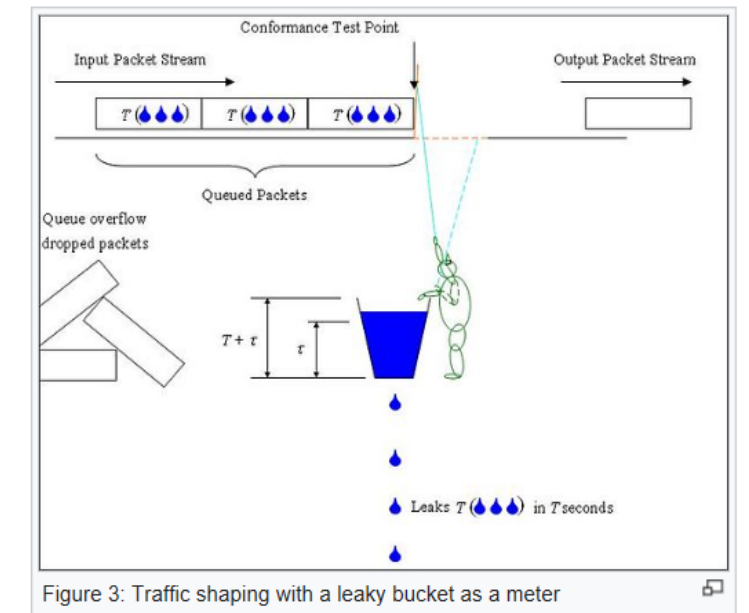 Conformance Test Point
Input Packet Stream
Output Packet Stream
T( ) T( ) T( )
Queued Packets
Queue overflow
dropped packets
T + τ
τ
Leaks T( ) in T seconds
Figure 3: Traffic shaping with a leaky bucket as a meter